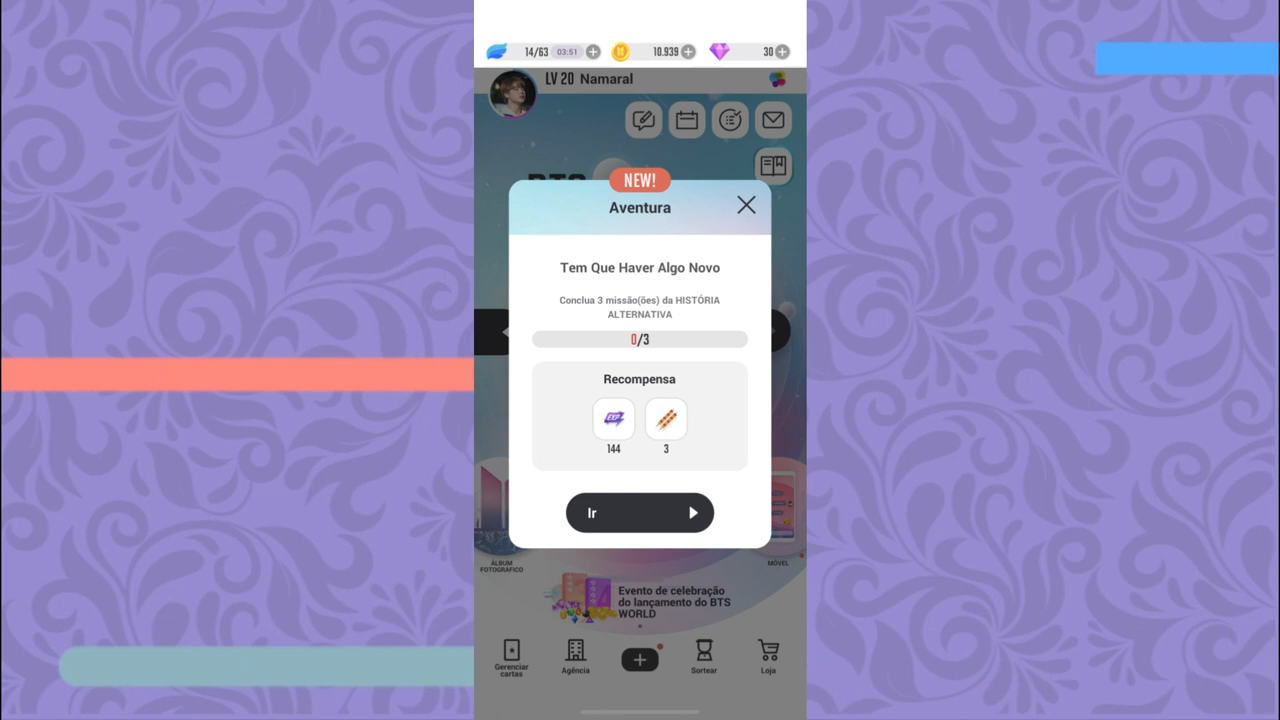 14/63 03:51 10.939 30
LV 20 Namaral
BTS
NEW!
Aventura
Tem Que Haver Algo Novo
Conclua 3 missão(ões) da HISTÓRIA
ALTERNATIVA
0/3
Recompensa
EXP
144 3
Ir
ÁLBUM
FOTOGRÁFICO
MÓVEL
Evento de celebração
do lançamento do BTS
WORLD
Gerenciar
cartas
Agência
Sortear
Loja